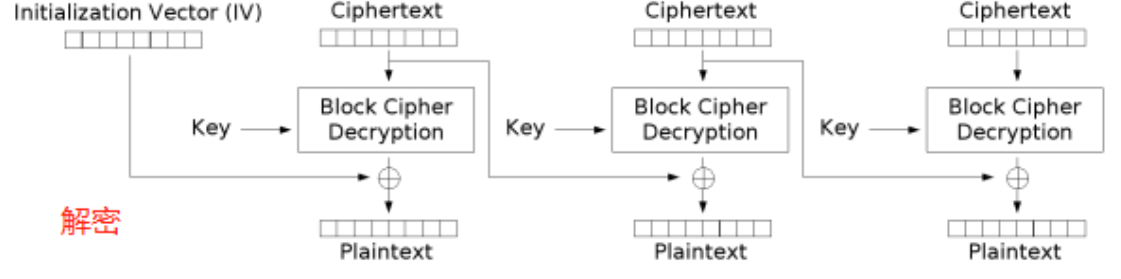 Initialization Vector (IV)
Ciphertext
Ciphertext
Ciphertext
Key
Block Cipher
Decryption
Key
Block Cipher
Decryption
Key
Block Cipher
Decryption
解密
Plaintext
Plaintext
Plaintext